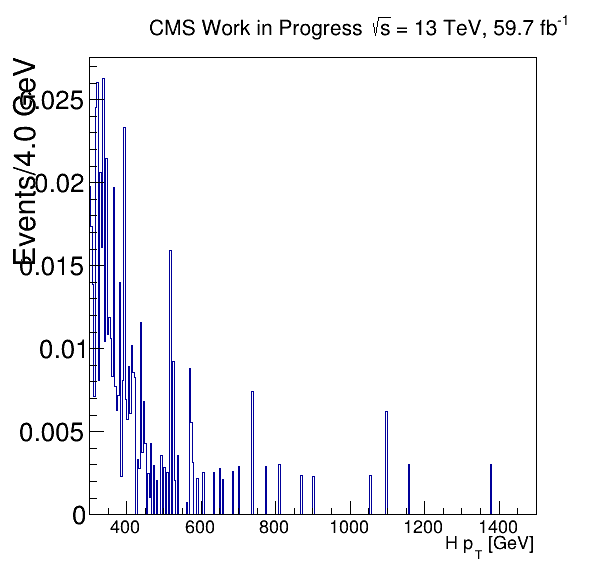 CMS Work in Progress √s = 13 TeV, 59.7 fb⁻¹
Events/4.0 GeV
0.025
0.02
0.015
0.01
0.005
0
400 600 800 1000 1200 1400
H p_T [GeV]